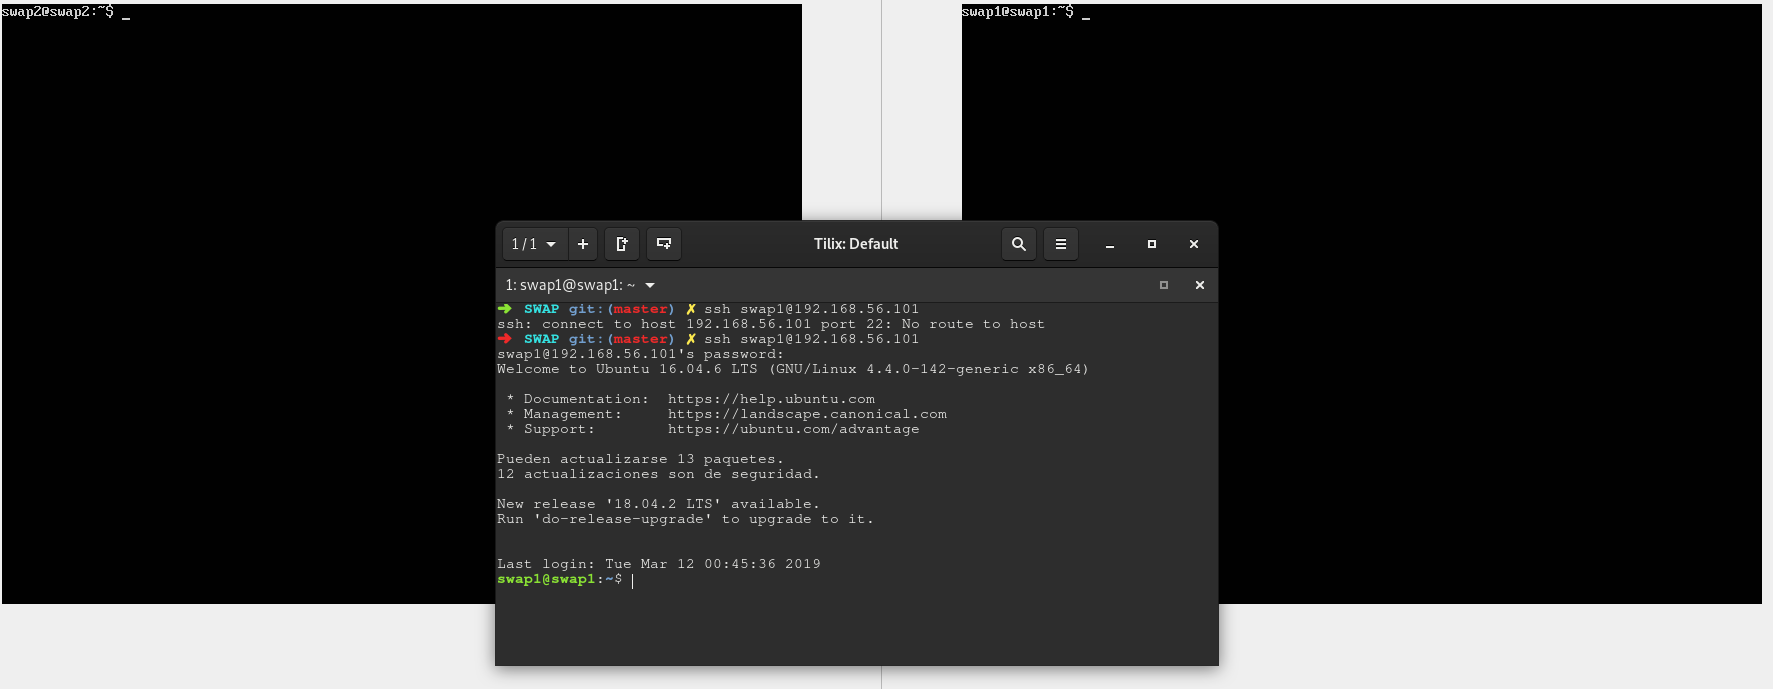 swap2@swap2:~$ _
swap1@swap1:~$ _
1 / 1
Tilix: Default
1: swap1@swap1: ~
➜ SWAP git:(master) ✗ ssh swap1@192.168.56.101
ssh: connect to host 192.168.56.101 port 22: No route to host
➜ SWAP git:(master) ✗ ssh swap1@192.168.56.101
swap1@192.168.56.101's password:
Welcome to Ubuntu 16.04.6 LTS (GNU/Linux 4.4.0-142-generic x86_64)
* Documentation:  https://help.ubuntu.com
* Management:     https://landscape.canonical.com
* Support:        https://ubuntu.com/advantage
Pueden actualizarse 13 paquetes.
12 actualizaciones son de seguridad.
New release '18.04.2 LTS' available.
Run 'do-release-upgrade' to upgrade to it.
Last login: Tue Mar 12 00:45:36 2019
swap1@swap1:~$